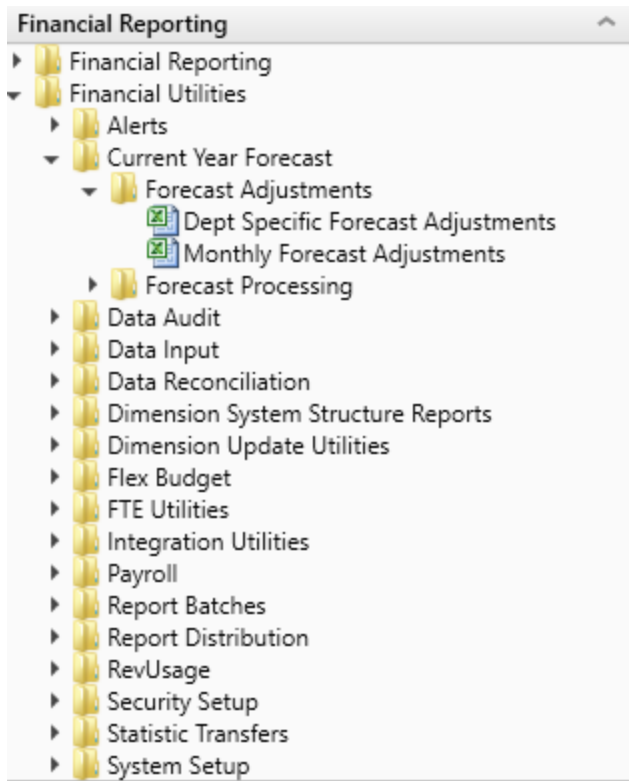 Financial Reporting
Financial Reporting
Financial Utilities
Alerts
Current Year Forecast
Forecast Adjustments
Dept Specific Forecast Adjustments
Monthly Forecast Adjustments
Forecast Processing
Data Audit
Data Input
Data Reconciliation
Dimension System Structure Reports
Dimension Update Utilities
Flex Budget
FTE Utilities
Integration Utilities
Payroll
Report Batches
Report Distribution
RevUsage
Security Setup
Statistic Transfers
System Setup